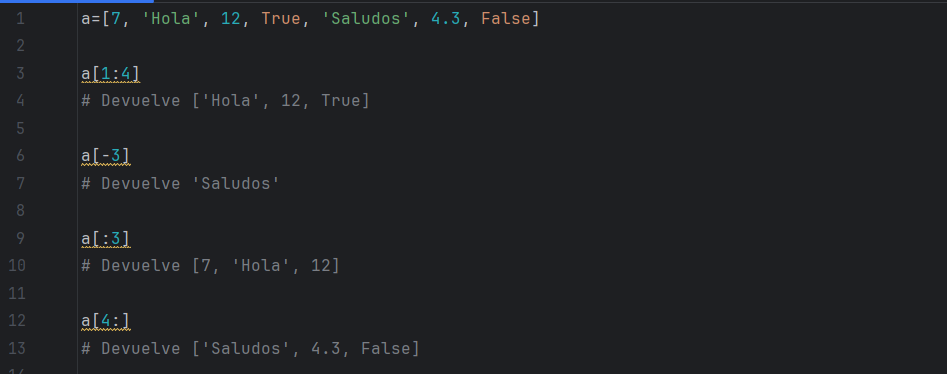 1 a=[7, 'Hola', 12, True, 'Saludos', 4.3, False]
2
3 a[1:4]
4 # Devuelve ['Hola', 12, True]
5
6 a[-3]
7 # Devuelve 'Saludos'
8
9 a[:3]
10 # Devuelve [7, 'Hola', 12]
11
12 a[4:]
13 # Devuelve ['Saludos', 4.3, False]